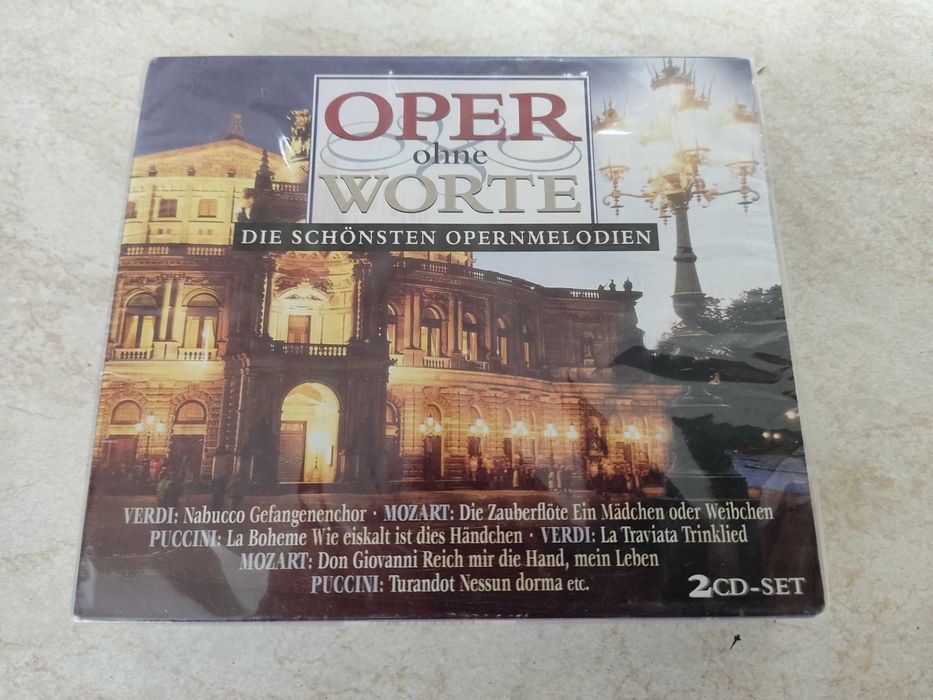 OPER
ohne
WORTE
DIE SCHÖNSTEN OPERNMELODIEN
VERDI: Nabucco Gefangenenchor · MOZART: Die Zauberflöte Ein Mädchen oder Weibchen
PUCCINI: La Boheme Wie eiskalt ist dies Händchen · VERDI: La Traviata Trinklied
MOZART: Don Giovanni Reich mir die Hand, mein Leben
PUCCINI: Turandot Nessun dorma etc.
2CD-SET